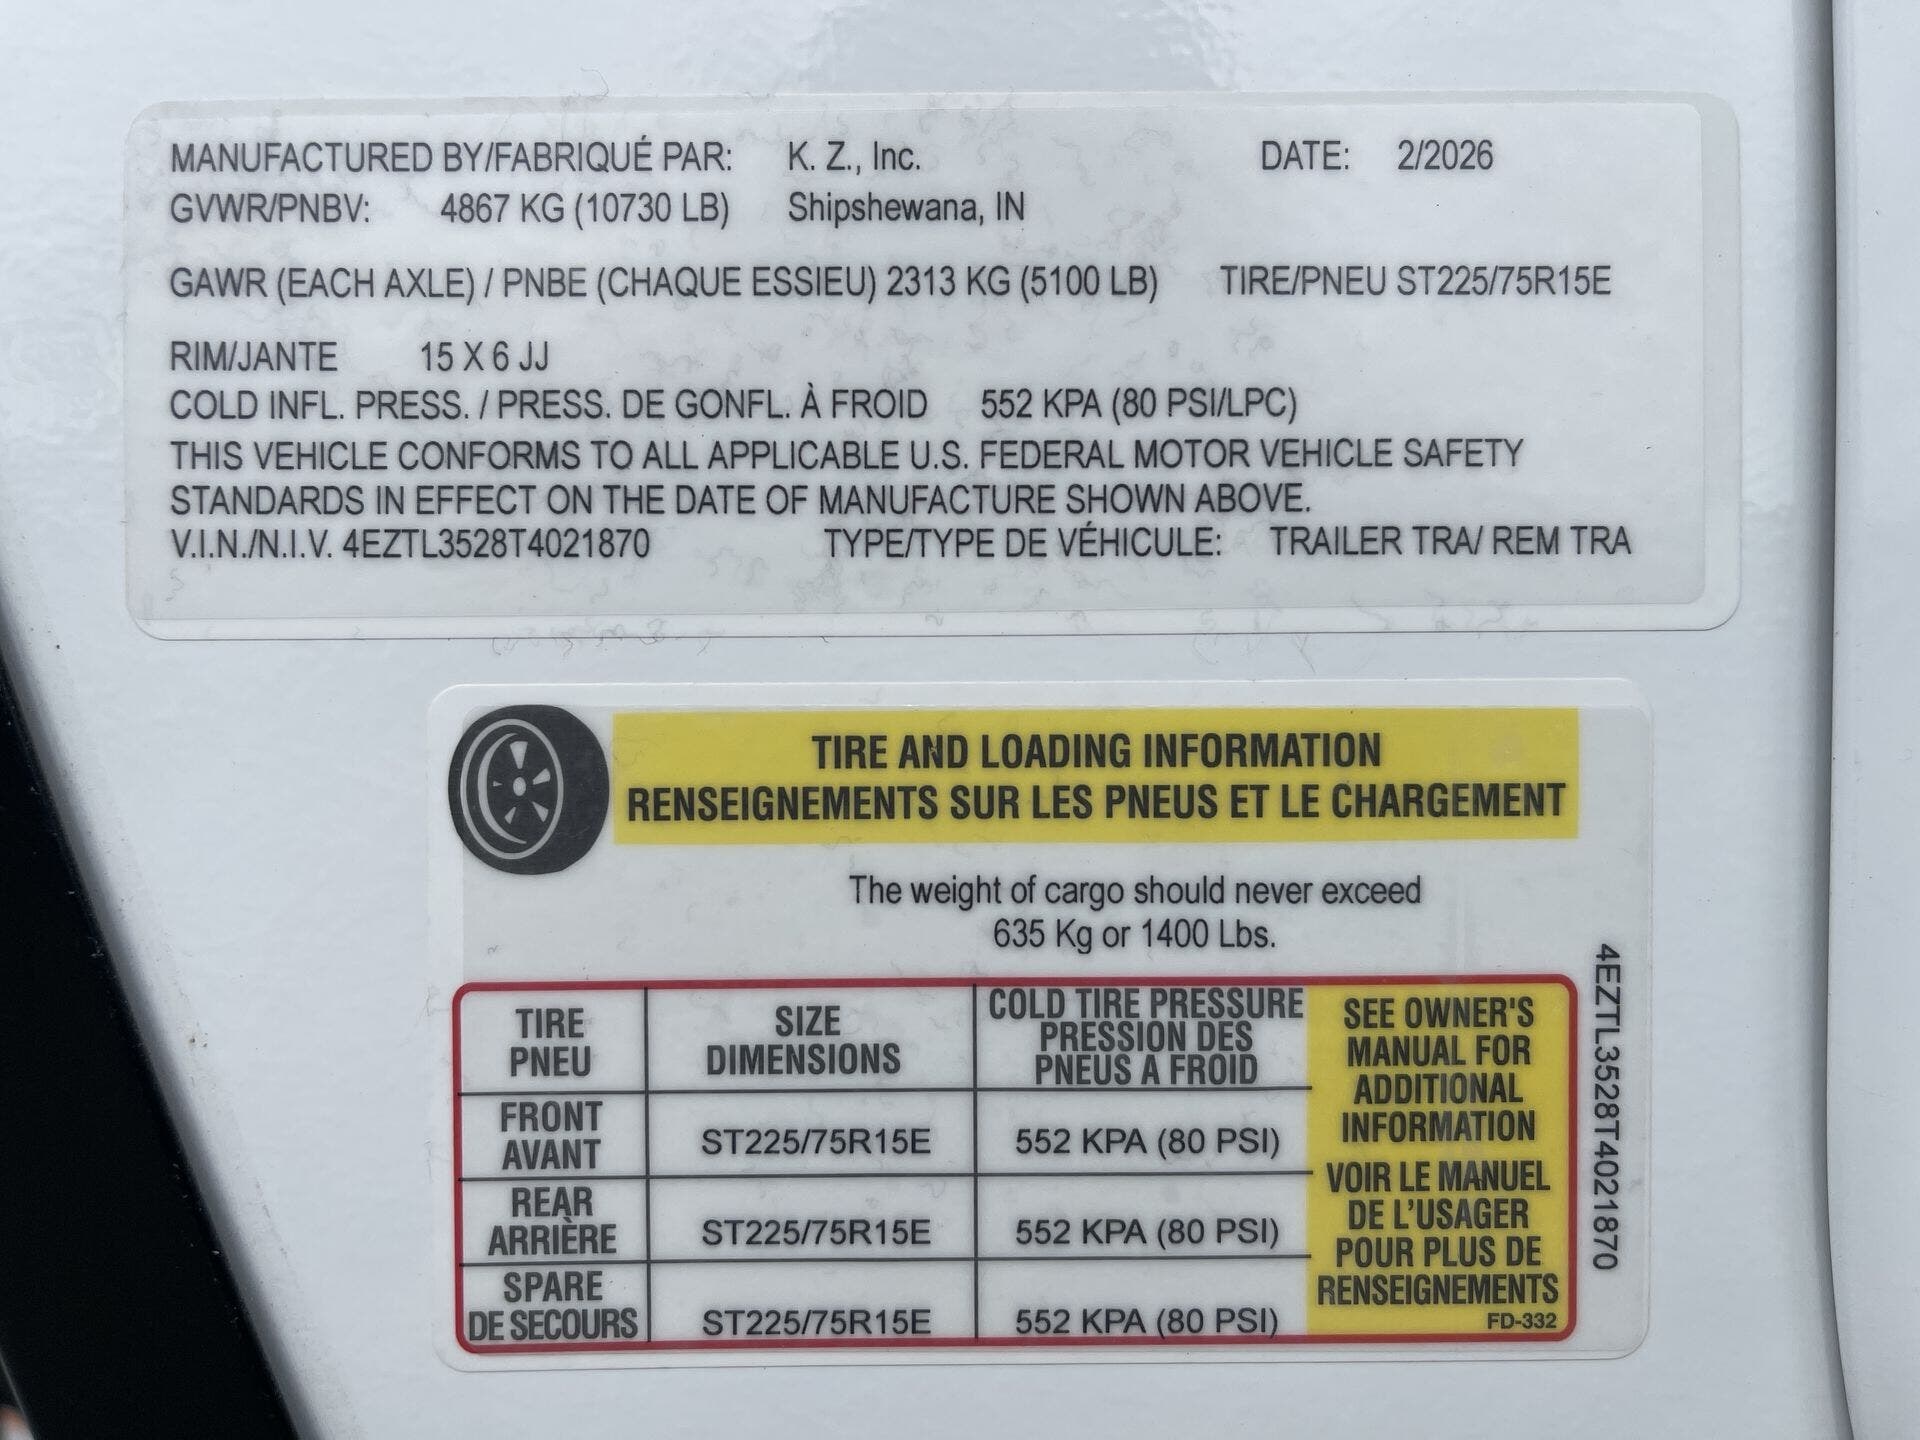 MANUFACTURED BY/FABRIQUÉ PAR: K. Z., Inc. DATE: 2/2026
GVWR/PNBV: 4867 KG (10730 LB) Shipshewana, IN
GAWR (EACH AXLE) / PNBE (CHAQUE ESSIEU) 2313 KG (5100 LB) TIRE/PNEU ST225/75R15E
RIM/JANTE 15 X 6 JJ
COLD INFL. PRESS. / PRESS. DE GONFL. À FROID 552 KPA (80 PSI/LPC)
THIS VEHICLE CONFORMS TO ALL APPLICABLE U.S. FEDERAL MOTOR VEHICLE SAFETY
STANDARDS IN EFFECT ON THE DATE OF MANUFACTURE SHOWN ABOVE.
V.I.N./N.I.V. 4EZTL3528T4021870 TYPE/TYPE DE VÉHICULE: TRAILER TRA/ REM TRA
TIRE AND LOADING INFORMATION
RENSEIGNEMENTS SUR LES PNEUS ET LE CHARGEMENT
The weight of cargo should never exceed
635 Kg or 1400 Lbs.
TIRE
PNEU
SIZE
DIMENSIONS
COLD TIRE PRESSURE
PRESSION DES
PNEUS A FROID
FRONT
AVANT
ST225/75R15E
552 KPA (80 PSI)
REAR
ARRIÈRE
ST225/75R15E
552 KPA (80 PSI)
SPARE
DE SECOURS
ST225/75R15E
552 KPA (80 PSI)
SEE OWNER'S
MANUAL FOR
ADDITIONAL
INFORMATION
VOIR LE MANUEL
DE L'USAGER
POUR PLUS DE
RENSEIGNEMENTS
FD-332
4EZTL3528T4021870